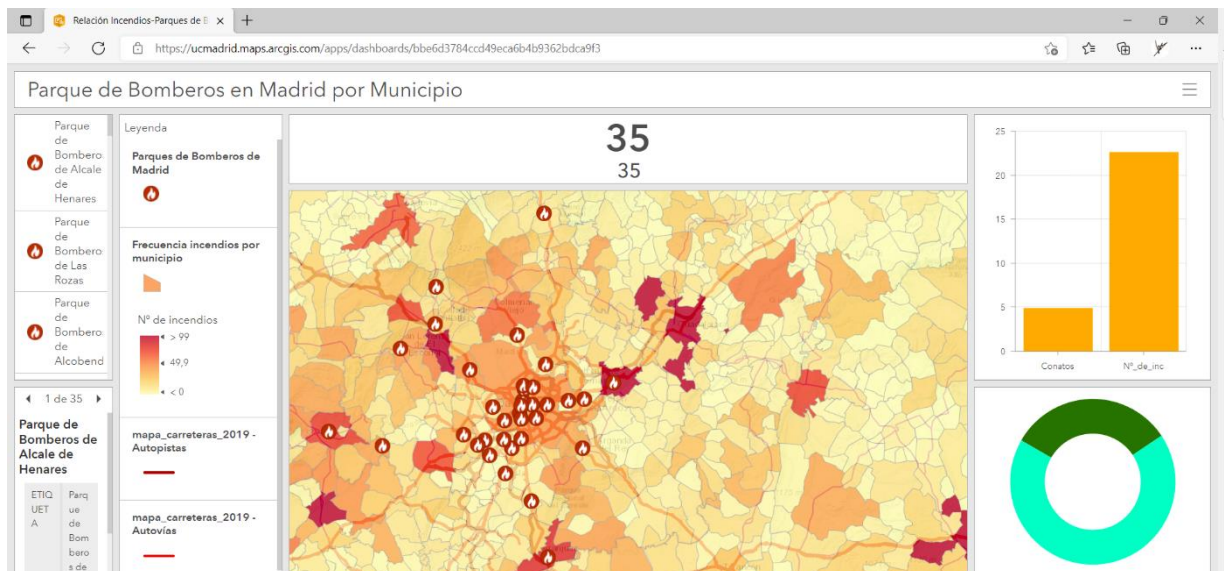 Relación Incendios-Parques de B
https://ucmadrid.maps.arcgis.com/apps/dashboards/bbe6d3784ccd49eca6b4b9362bdca9f3
Parque de Bomberos en Madrid por Municipio
Parque
de
Bombero
de Alcale
de
Henares
Parque
de
Bombero
de Las
Rozas
Parque
de
Bombero
de
Alcobend
1 de 35
Parque de
Bomberos de
Alcale de
Henares
ETIQ
UET
A
Parq
ue
de
Bom
bero
s de
Leyenda
Parques de Bomberos de
Madrid
Frecuencia incendios por
municipio
Nº de incendios
> 99
49,9
< 0
mapa_carreteras_2019 -
Autopistas
mapa_carreteras_2019 -
Autovías
35
35
25
20
15
10
5
0
Conatos
Nº_de_inc